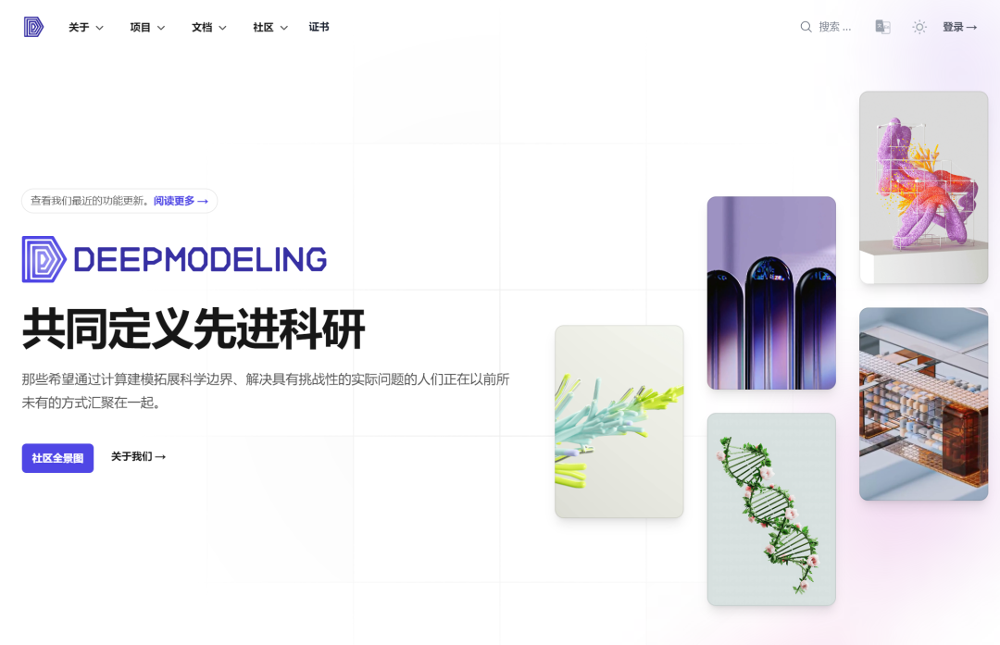 关于 项目 文档 社区 证书 搜索 ... 登录 →
查看我们最近的功能更新。阅读更多 →
DEEPMODELING
共同定义先进科研
那些希望通过计算建模拓展科学边界、解决具有挑战性的实际问题的人们正在以前所
未有的方式汇聚在一起。
社区全景图 关于我们 →